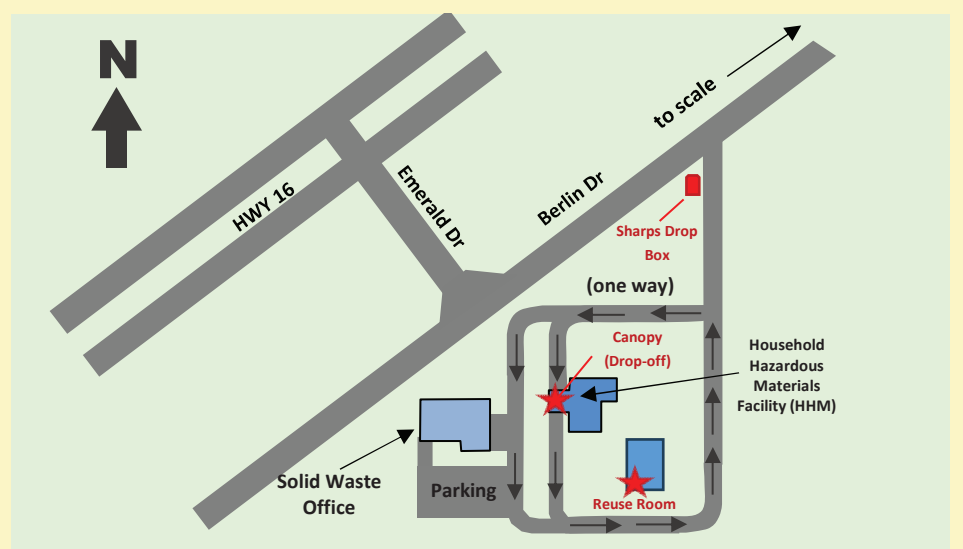 N
to scale
HWY 16
Emerald Dr
Berlin Dr
Sharps Drop
Box
(one way)
Canopy
(Drop-off)
Household
Hazardous
Materials
Facility (HHM)
Solid Waste
Office
Parking
Reuse Room